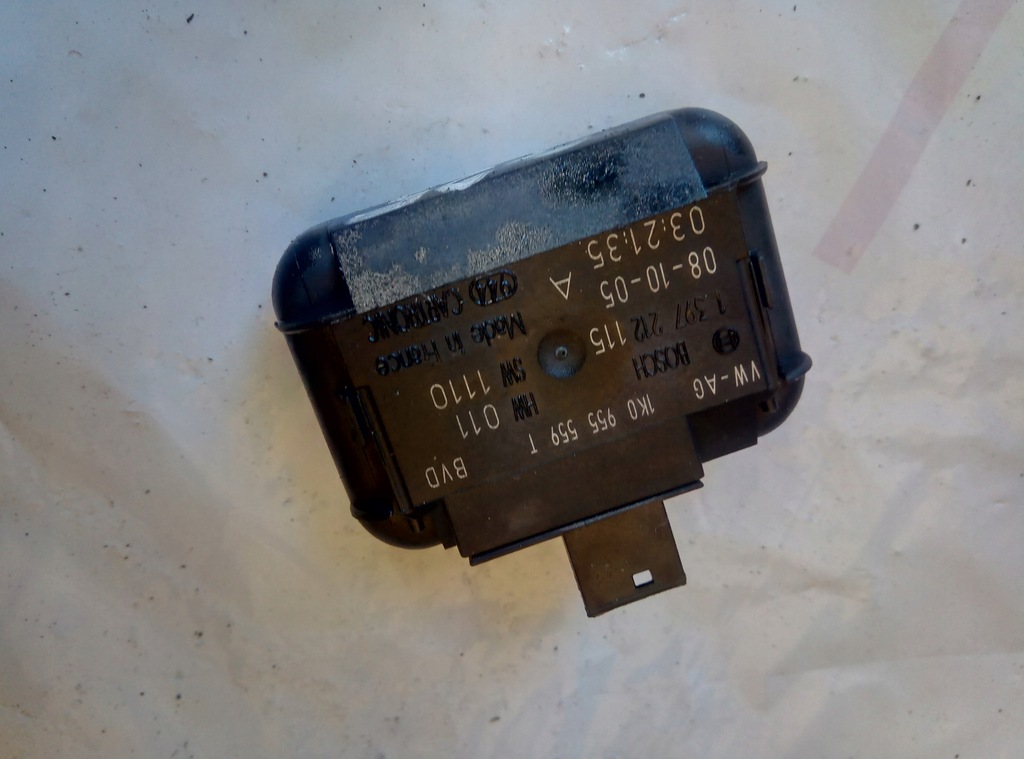 VW-AG 1K0 955 559 T BVD
BOSCH HW 011
1 397 212 115 SW 1110
08-10-05 A Made in France
03:21:35 CARTRONIC